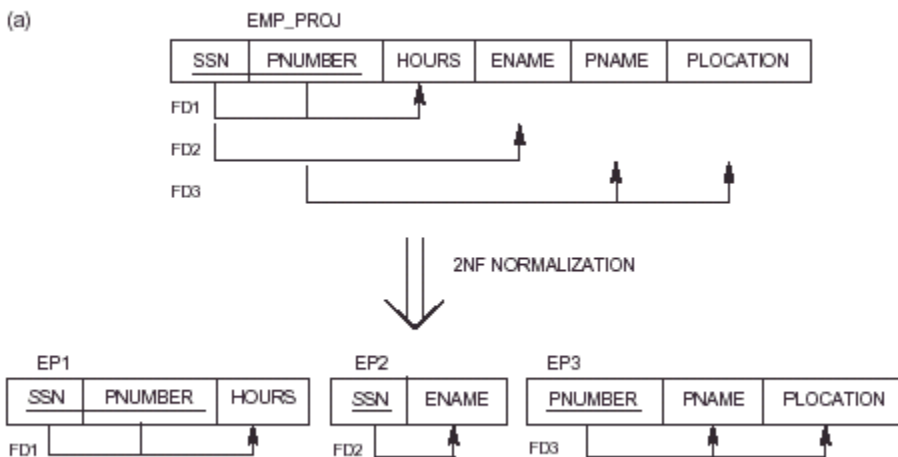 (a)
EMP_PROJ
SSN PNUMBER HOURS ENAME PNAME PLOCATION
FD1
FD2
FD3
2NF NORMALIZATION
EP1 EP2 EP3
SSN PNUMBER HOURS SSN ENAME PNUMBER PNAME PLOCATION
FD1 FD2 FD3